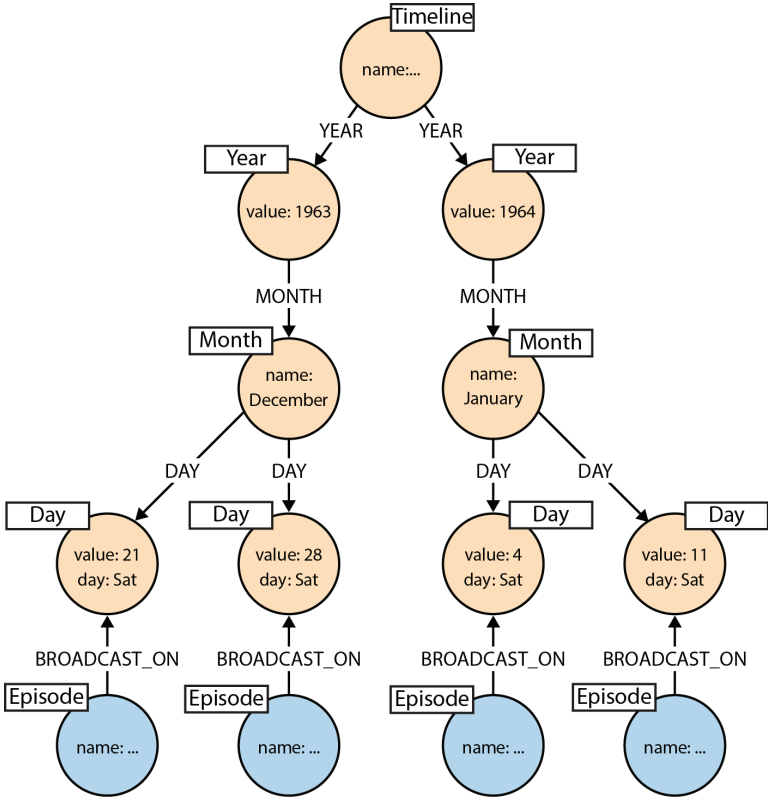 Timeline
name:...
YEAR YEAR
Year Year
value: 1963 value: 1964
MONTH MONTH
Month Month
name: name:
December January
DAY DAY DAY DAY
Day Day Day Day
value: 21 value: 28 value: 4 value: 11
day: Sat day: Sat day: Sat day: Sat
BROADCAST_ON BROADCAST_ON BROADCAST_ON BROADCAST_ON
Episode Episode Episode Episode
name: ... name: ... name: ... name: ...